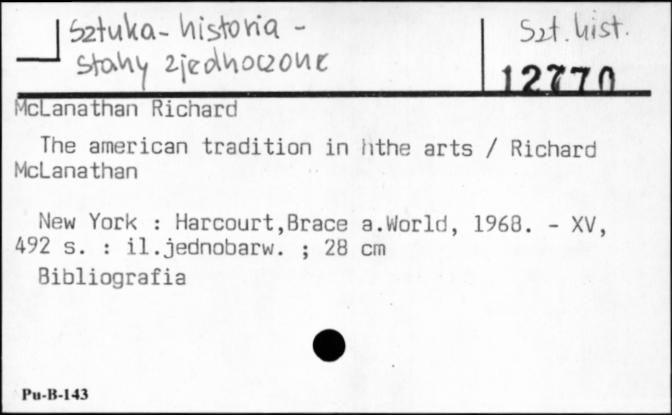 Sztuka - historia -
Stany zjednoczone
Szt. hist.
12770
McLanathan Richard
The american tradition in hthe arts / Richard
McLanathan
New York : Harcourt,Brace a.World, 1968. - XV,
492 s. : il.jednobarw. ; 28 cm
Bibliografia
Pu-B-143